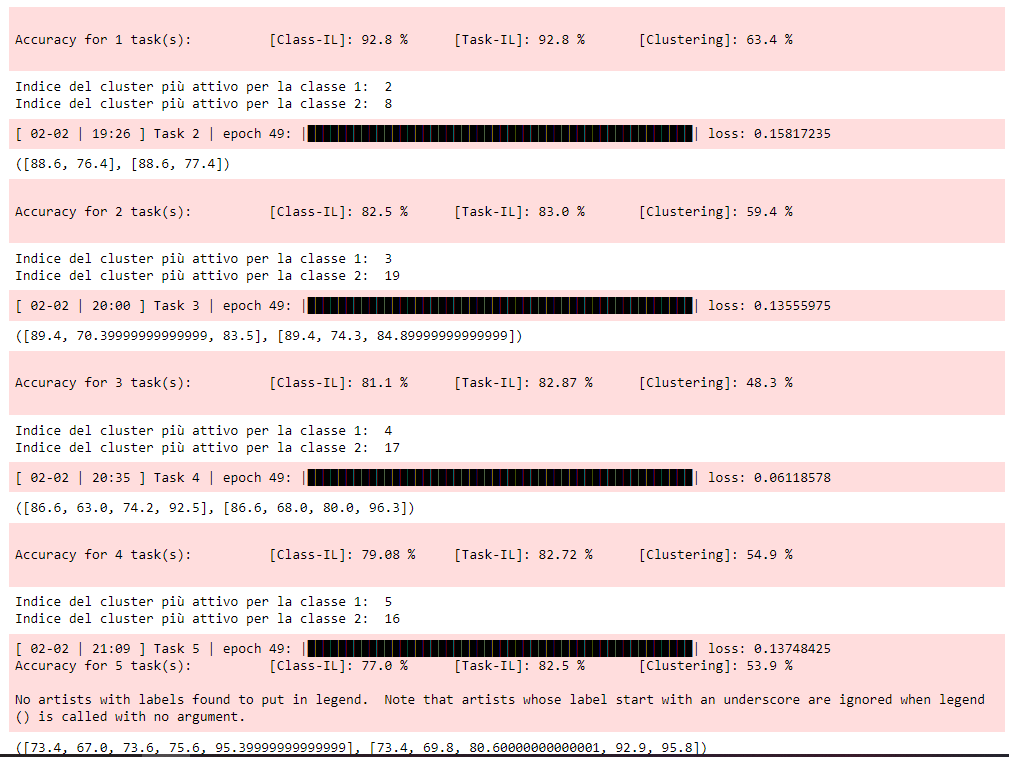 Accuracy for 1 task(s): [Class-IL]: 92.8 % [Task-IL]: 92.8 % [Clustering]: 63.4 %
Indice del cluster più attivo per la classe 1: 2
Indice del cluster più attivo per la classe 2: 8
[ 02-02 | 19:26 ] Task 2 | epoch 49: || loss: 0.15817235
([88.6, 76.4], [88.6, 77.4])
Accuracy for 2 task(s): [Class-IL]: 82.5 % [Task-IL]: 83.0 % [Clustering]: 59.4 %
Indice del cluster più attivo per la classe 1: 3
Indice del cluster più attivo per la classe 2: 19
[ 02-02 | 20:00 ] Task 3 | epoch 49: || loss: 0.13555975
([89.4, 70.39999999999999, 83.5], [89.4, 74.3, 84.89999999999999])
Accuracy for 3 task(s): [Class-IL]: 81.1 % [Task-IL]: 82.87 % [Clustering]: 48.3 %
Indice del cluster più attivo per la classe 1: 4
Indice del cluster più attivo per la classe 2: 17
[ 02-02 | 20:35 ] Task 4 | epoch 49: || loss: 0.06118578
([86.6, 63.0, 74.2, 92.5], [86.6, 68.0, 80.0, 96.3])
Accuracy for 4 task(s): [Class-IL]: 79.08 % [Task-IL]: 82.72 % [Clustering]: 54.9 %
Indice del cluster più attivo per la classe 1: 5
Indice del cluster più attivo per la classe 2: 16
[ 02-02 | 21:09 ] Task 5 | epoch 49: || loss: 0.13748425
Accuracy for 5 task(s): [Class-IL]: 77.0 % [Task-IL]: 82.5 % [Clustering]: 53.9 %
No artists with labels found to put in legend.  Note that artists whose label start with an underscore are ignored when legend
() is called with no argument.
([73.4, 67.0, 73.6, 75.6, 95.39999999999999], [73.4, 69.8, 80.60000000000001, 92.9, 95.8])